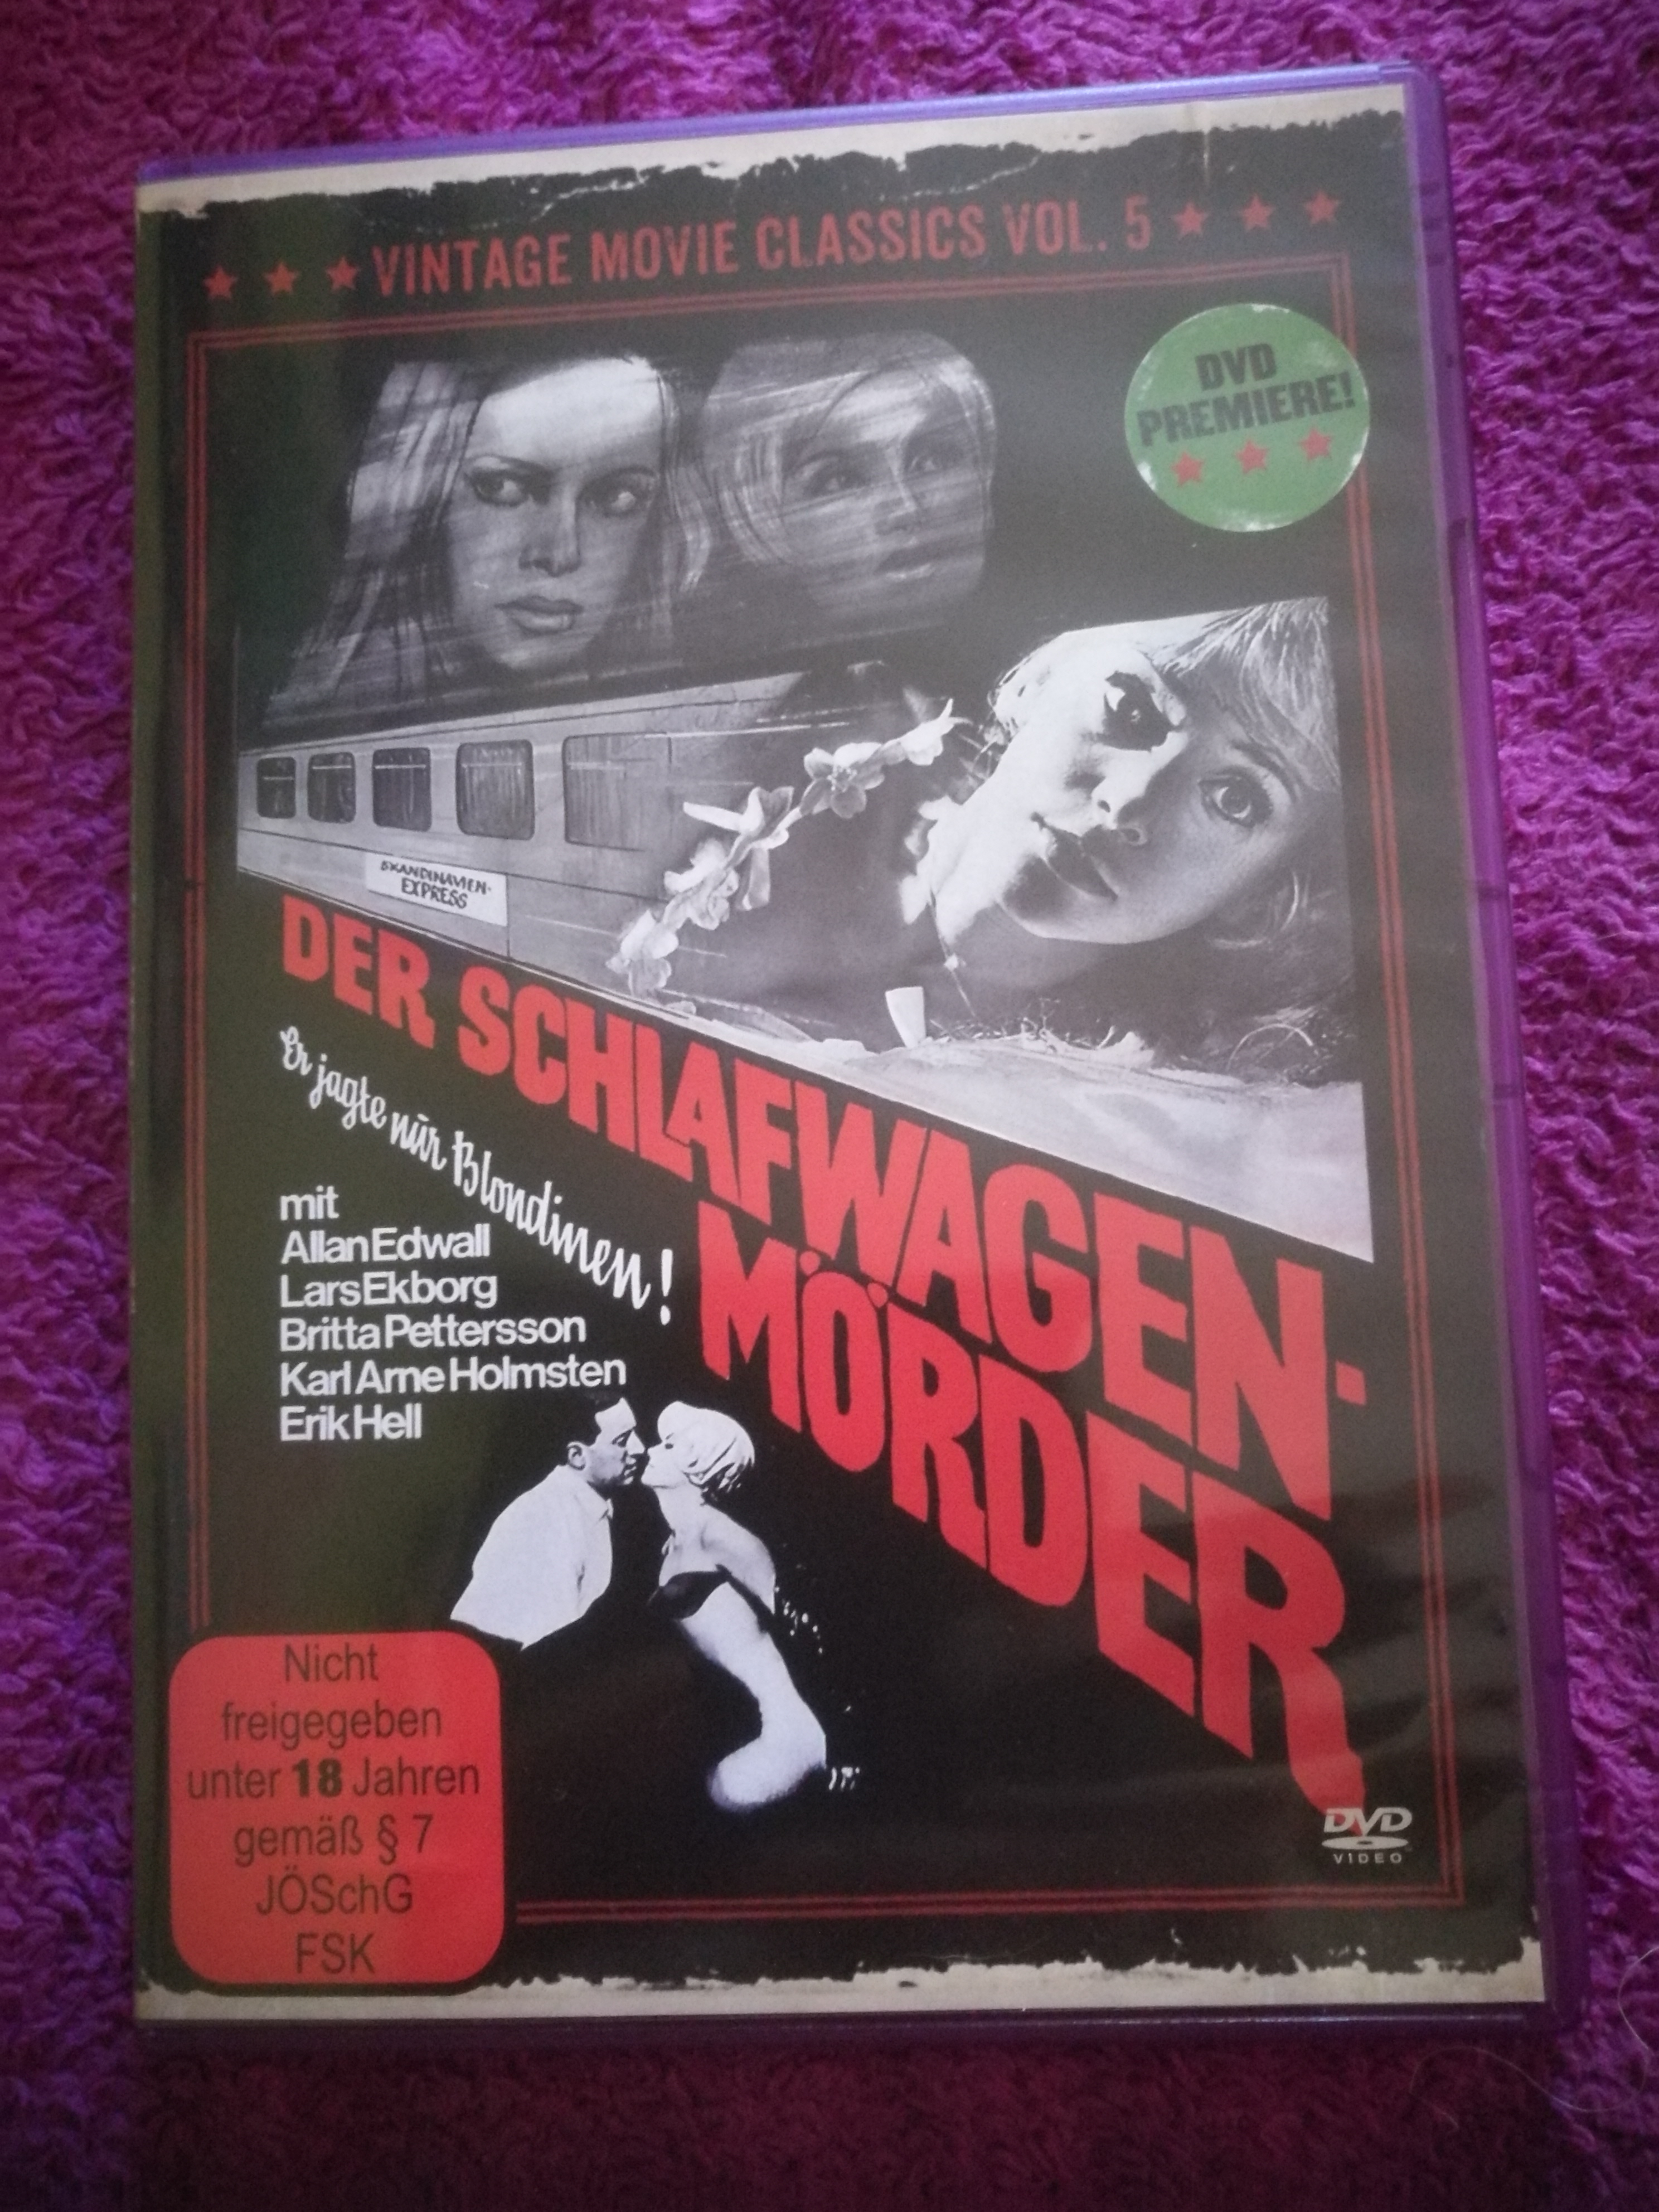 VINTAGE MOVIE CLASSICS VOL. 5
DVD
PREMIERE!
SKANDINAVIEN-
EXPRESS
DER SCHLAFWAGEN-
MÖRDER
Er jagte nur Blondinen!
mit
Allan Edwall
Lars Ekborg
Britta Pettersson
Karl Arne Holmsten
Erik Hell
Nicht
freigegeben
unter 18 Jahren
gemäß § 7
JÖSchG
FSK
DVD
VIDEO